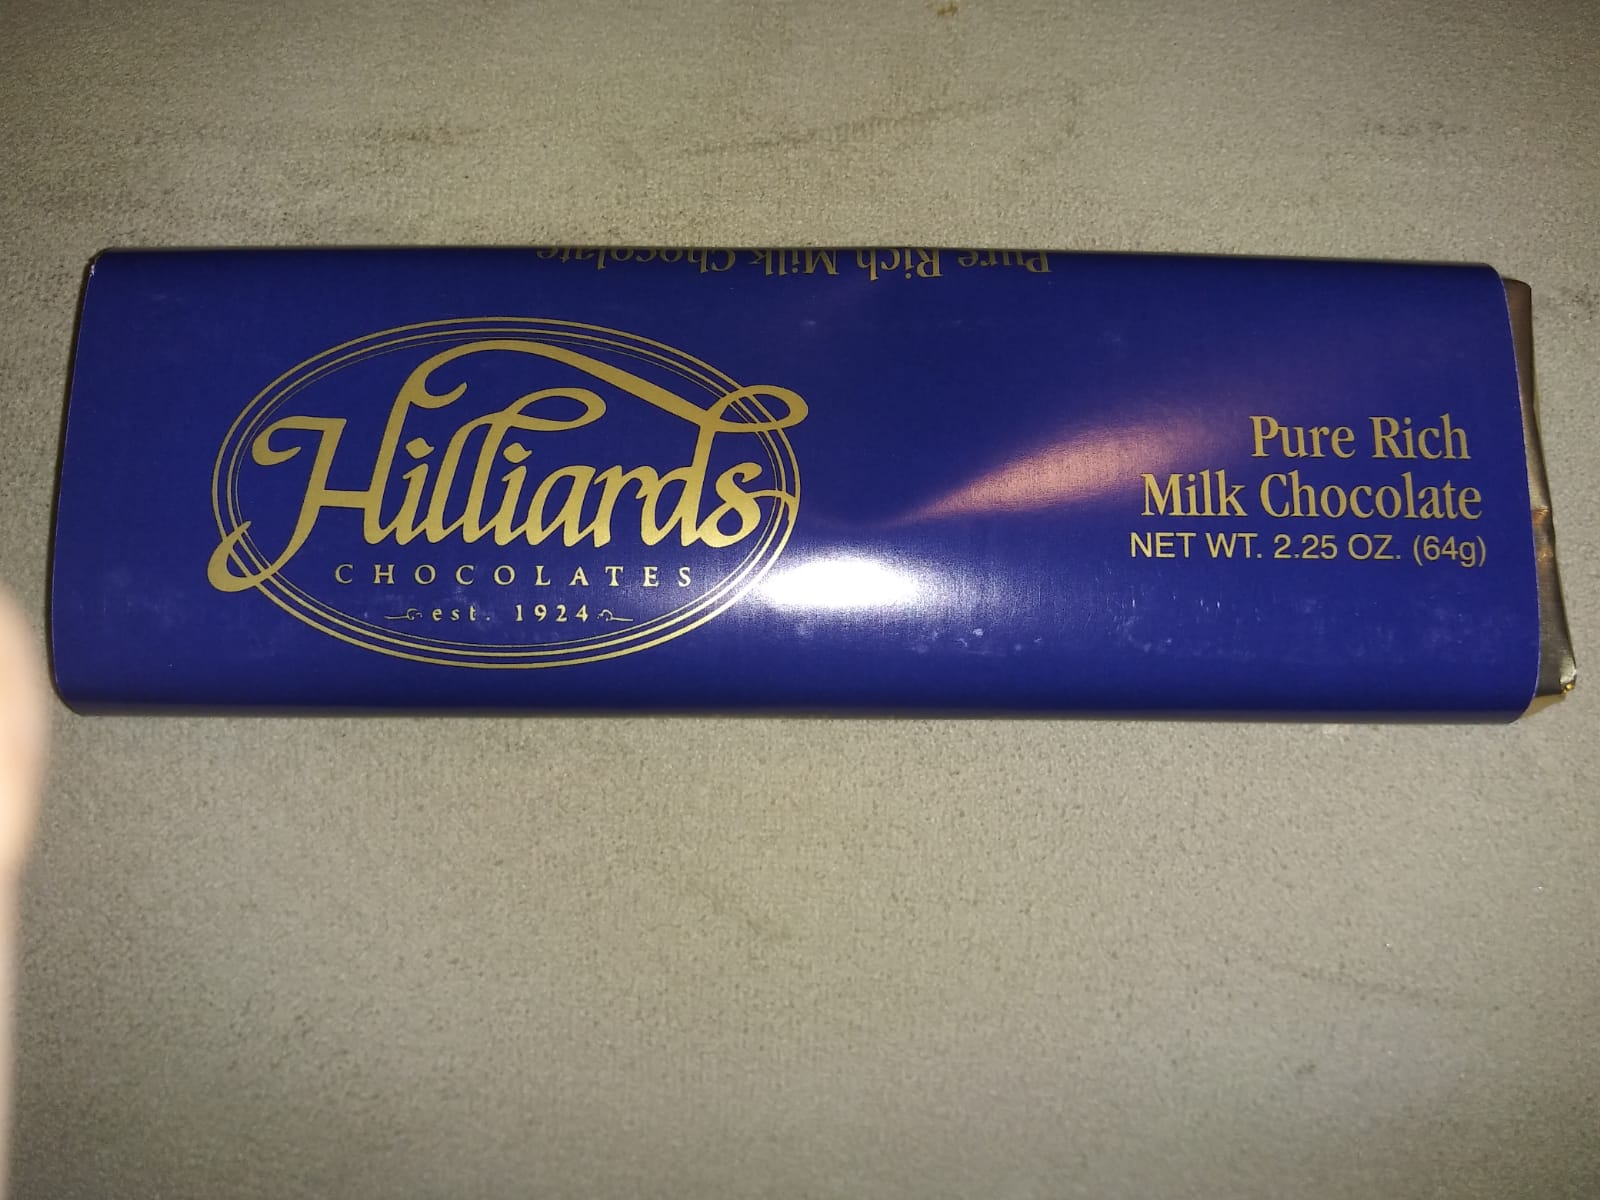 Pure Rich Milk Chocolate
Hilliards
CHOCOLATES
est. 1924
Pure Rich
Milk Chocolate
NET WT. 2.25 OZ. (64g)